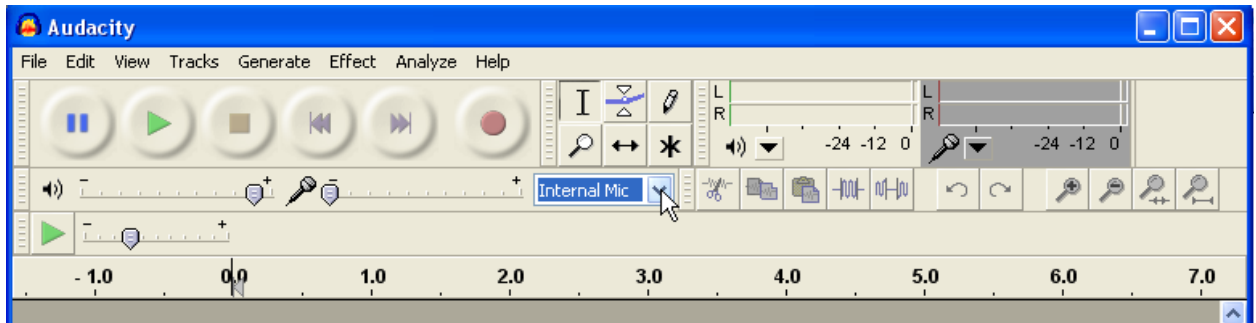 Audacity
File Edit View Tracks Generate Effect Analyze Help
L
R
-24 -12 0
L
R
-24 -12 0
- +
- +
Internal Mic
- +
- 1.0 0.0 1.0 2.0 3.0 4.0 5.0 6.0 7.0